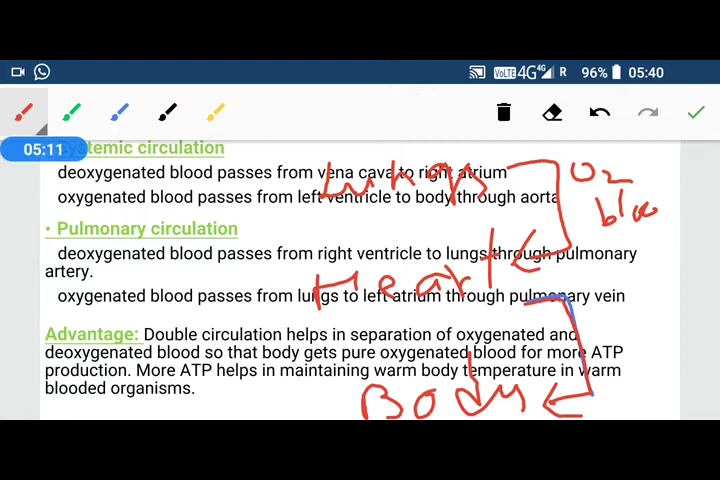 VoLTE 4G 4G R 96% 05:40
05:11
stemic circulation
deoxygenated blood passes from vena cava to right atrium
oxygenated blood passes from left ventricle to body through aorta
Lungs
O2
• Pulmonary circulation
deoxygenated blood passes from right ventricle to lungs through pulmonary
artery.
Heart
oxygenated blood passes from lungs to left atrium through pulmonary vein
Advantage: Double circulation helps in separation of oxygenated and
deoxygenated blood so that body gets pure oxygenated blood for more ATP
production. More ATP helps in maintaining warm body temperature in warm
blooded organisms.
Body